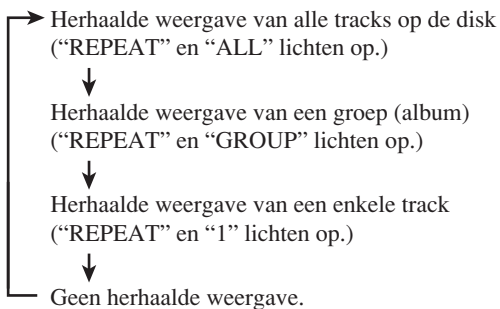 Herhaalde weergave van alle tracks op de disk
(“REPEAT” en “ALL” lichten op.)
Herhaalde weergave van een groep (album)
(“REPEAT” en “GROUP” lichten op.)
Herhaalde weergave van een enkele track
(“REPEAT” en “1” lichten op.)
Geen herhaalde weergave.